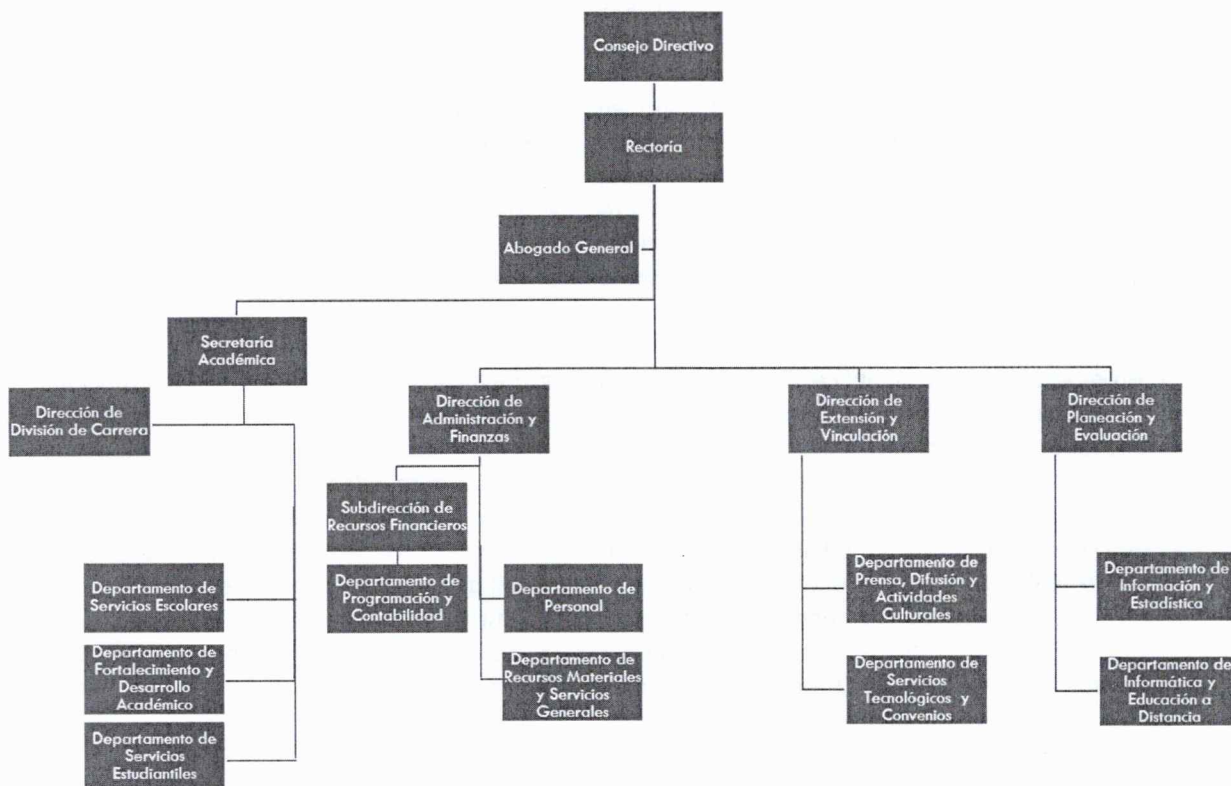 Consejo Directivo
Rectoría
Abogado General
Secretaría
Académica
Dirección de
División de Carrera
Dirección de
Administración y
Finanzas
Dirección de
Extensión y
Vinculación
Dirección de
Planeación y
Evaluación
Subdirección de
Recursos Financieros
Departamento de
Programación y
Contabilidad
Departamento de
Personal
Departamento de
Recursos Materiales
y Servicios
Generales
Departamento de
Prensa, Difusión y
Actividades
Culturales
Departamento de
Servicios
Tecnológicos y
Convenios
Departamento de
Información y
Estadística
Departamento de
Informática y
Educación a
Distancia
Departamento de
Servicios Escolares
Departamento de
Fortalecimiento y
Desarrollo
Académico
Departamento de
Servicios
Estudiantiles